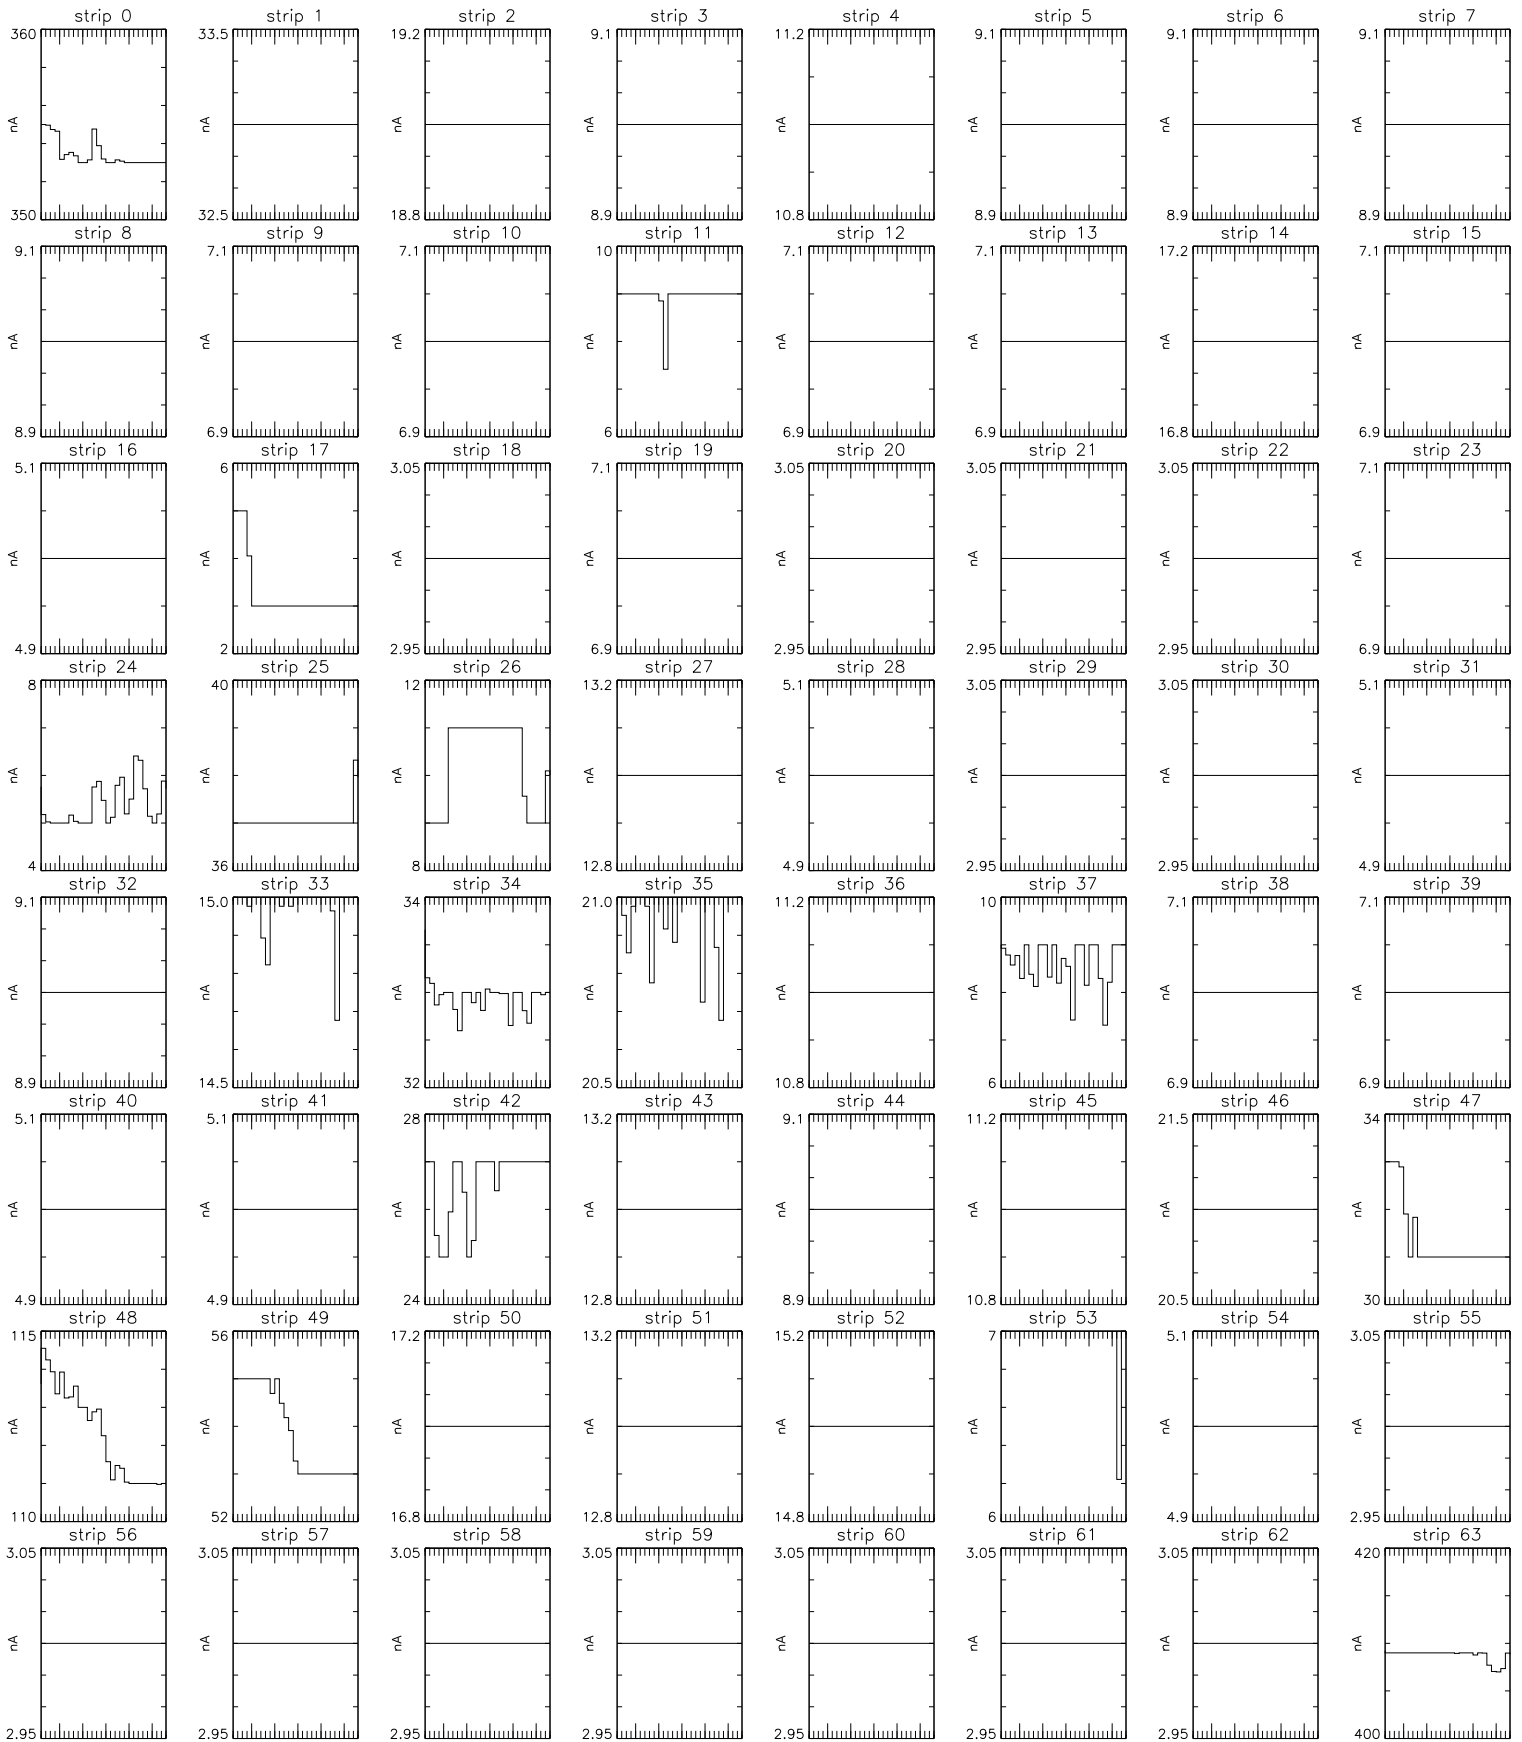 strip 0 strip 1 strip 2 strip 3 strip 4 strip 5 strip 6 strip 7
360 33.5 19.2 9.1 11.2 9.1 9.1 9.1
nA nA nA nA nA nA nA nA
350 32.5 18.8 8.9 10.8 8.9 8.9 8.9
strip 8 strip 9 strip 10 strip 11 strip 12 strip 13 strip 14 strip 15
9.1 7.1 7.1 10 7.1 7.1 17.2 7.1
nA nA nA nA nA nA nA nA
8.9 6.9 6.9 6 6.9 6.9 16.8 6.9
strip 16 strip 17 strip 18 strip 19 strip 20 strip 21 strip 22 strip 23
5.1 6 3.05 7.1 3.05 3.05 3.05 7.1
nA nA nA nA nA nA nA nA
4.9 2 2.95 6.9 2.95 2.95 2.95 6.9
strip 24 strip 25 strip 26 strip 27 strip 28 strip 29 strip 30 strip 31
8 40 12 13.2 5.1 3.05 3.05 5.1
nA nA nA nA nA nA nA nA
4 36 8 12.8 4.9 2.95 2.95 4.9
strip 32 strip 33 strip 34 strip 35 strip 36 strip 37 strip 38 strip 39
9.1 15.0 34 21.0 11.2 10 7.1 7.1
nA nA nA nA nA nA nA nA
8.9 14.5 32 20.5 10.8 6 6.9 6.9
strip 40 strip 41 strip 42 strip 43 strip 44 strip 45 strip 46 strip 47
5.1 5.1 28 13.2 9.1 11.2 21.5 34
nA nA nA nA nA nA nA nA
4.9 4.9 24 12.8 8.9 10.8 20.5 30
strip 48 strip 49 strip 50 strip 51 strip 52 strip 53 strip 54 strip 55
115 56 17.2 13.2 15.2 7 5.1 3.05
nA nA nA nA nA nA nA nA
110 52 16.8 12.8 14.8 6 4.9 2.95
strip 56 strip 57 strip 58 strip 59 strip 60 strip 61 strip 62 strip 63
3.05 3.05 3.05 3.05 3.05 3.05 3.05 420
nA nA nA nA nA nA nA nA
2.95 2.95 2.95 2.95 2.95 2.95 2.95 400